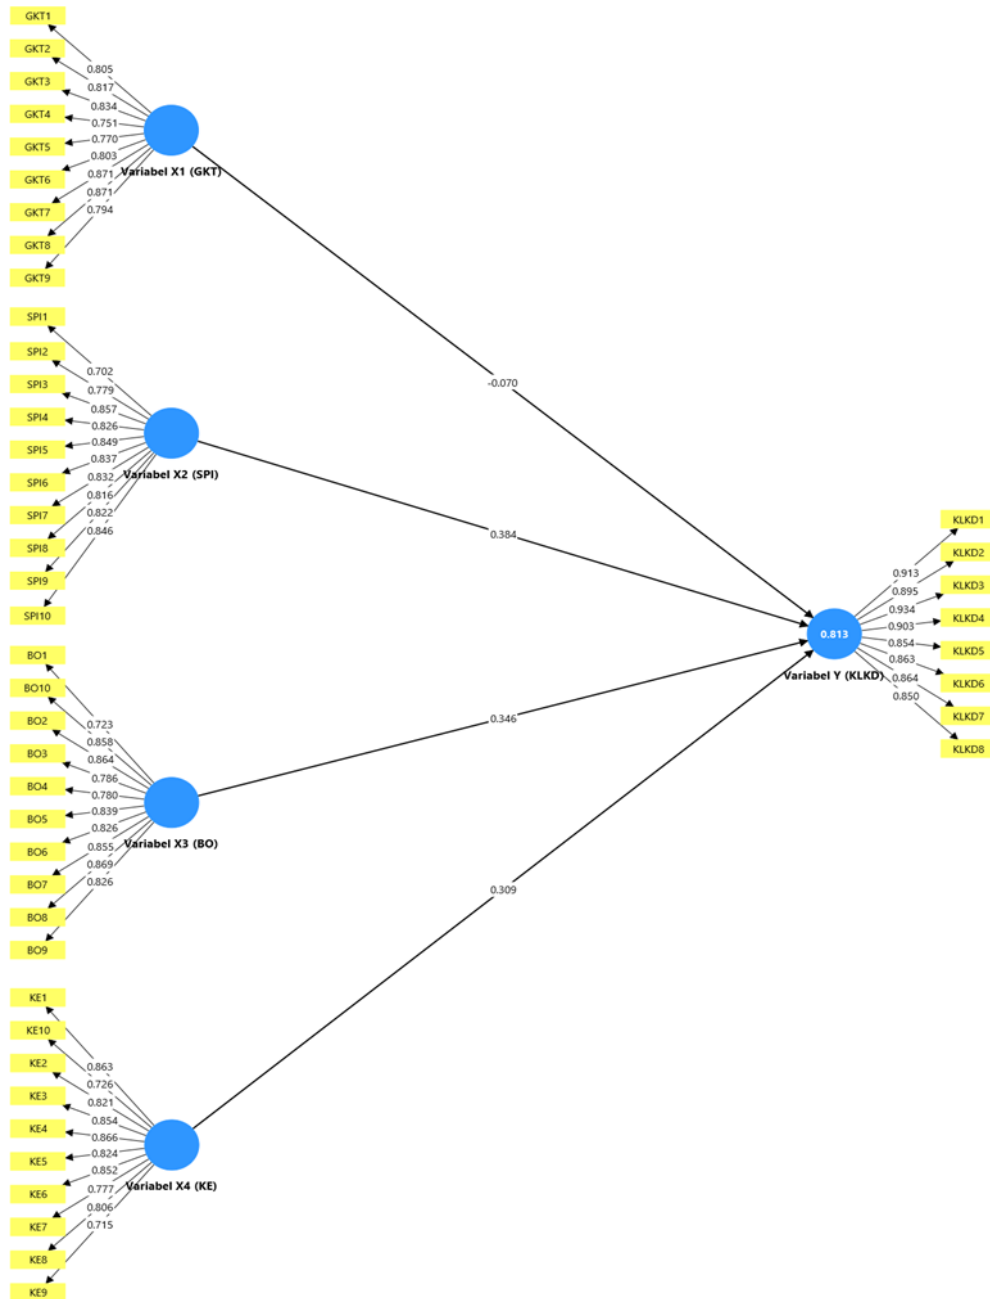 GKT1
GKT2
GKT3
GKT4
GKT5
GKT6
GKT7
GKT8
GKT9
0.805
0.817
0.834
0.751
0.770
0.803
0.871
0.871
0.794
Variabel X1 (GKT)
-0.070
SPI1
SPI2
SPI3
SPI4
SPI5
SPI6
SPI7
SPI8
SPI9
SPI10
0.702
0.779
0.857
0.826
0.849
0.837
0.832
0.816
0.822
0.846
Variabel X2 (SPI)
0.384
BO1
BO10
BO2
BO3
BO4
BO5
BO6
BO7
BO8
BO9
0.723
0.858
0.864
0.786
0.780
0.839
0.826
0.855
0.869
0.826
Variabel X3 (BO)
0.346
KE1
KE10
KE2
KE3
KE4
KE5
KE6
KE7
KE8
KE9
0.863
0.726
0.821
0.854
0.866
0.824
0.852
0.777
0.806
0.715
Variabel X4 (KE)
0.309
0.813
Variabel Y (KLKD)
0.913
0.895
0.934
0.903
0.854
0.863
0.864
0.850
KLKD1
KLKD2
KLKD3
KLKD4
KLKD5
KLKD6
KLKD7
KLKD8